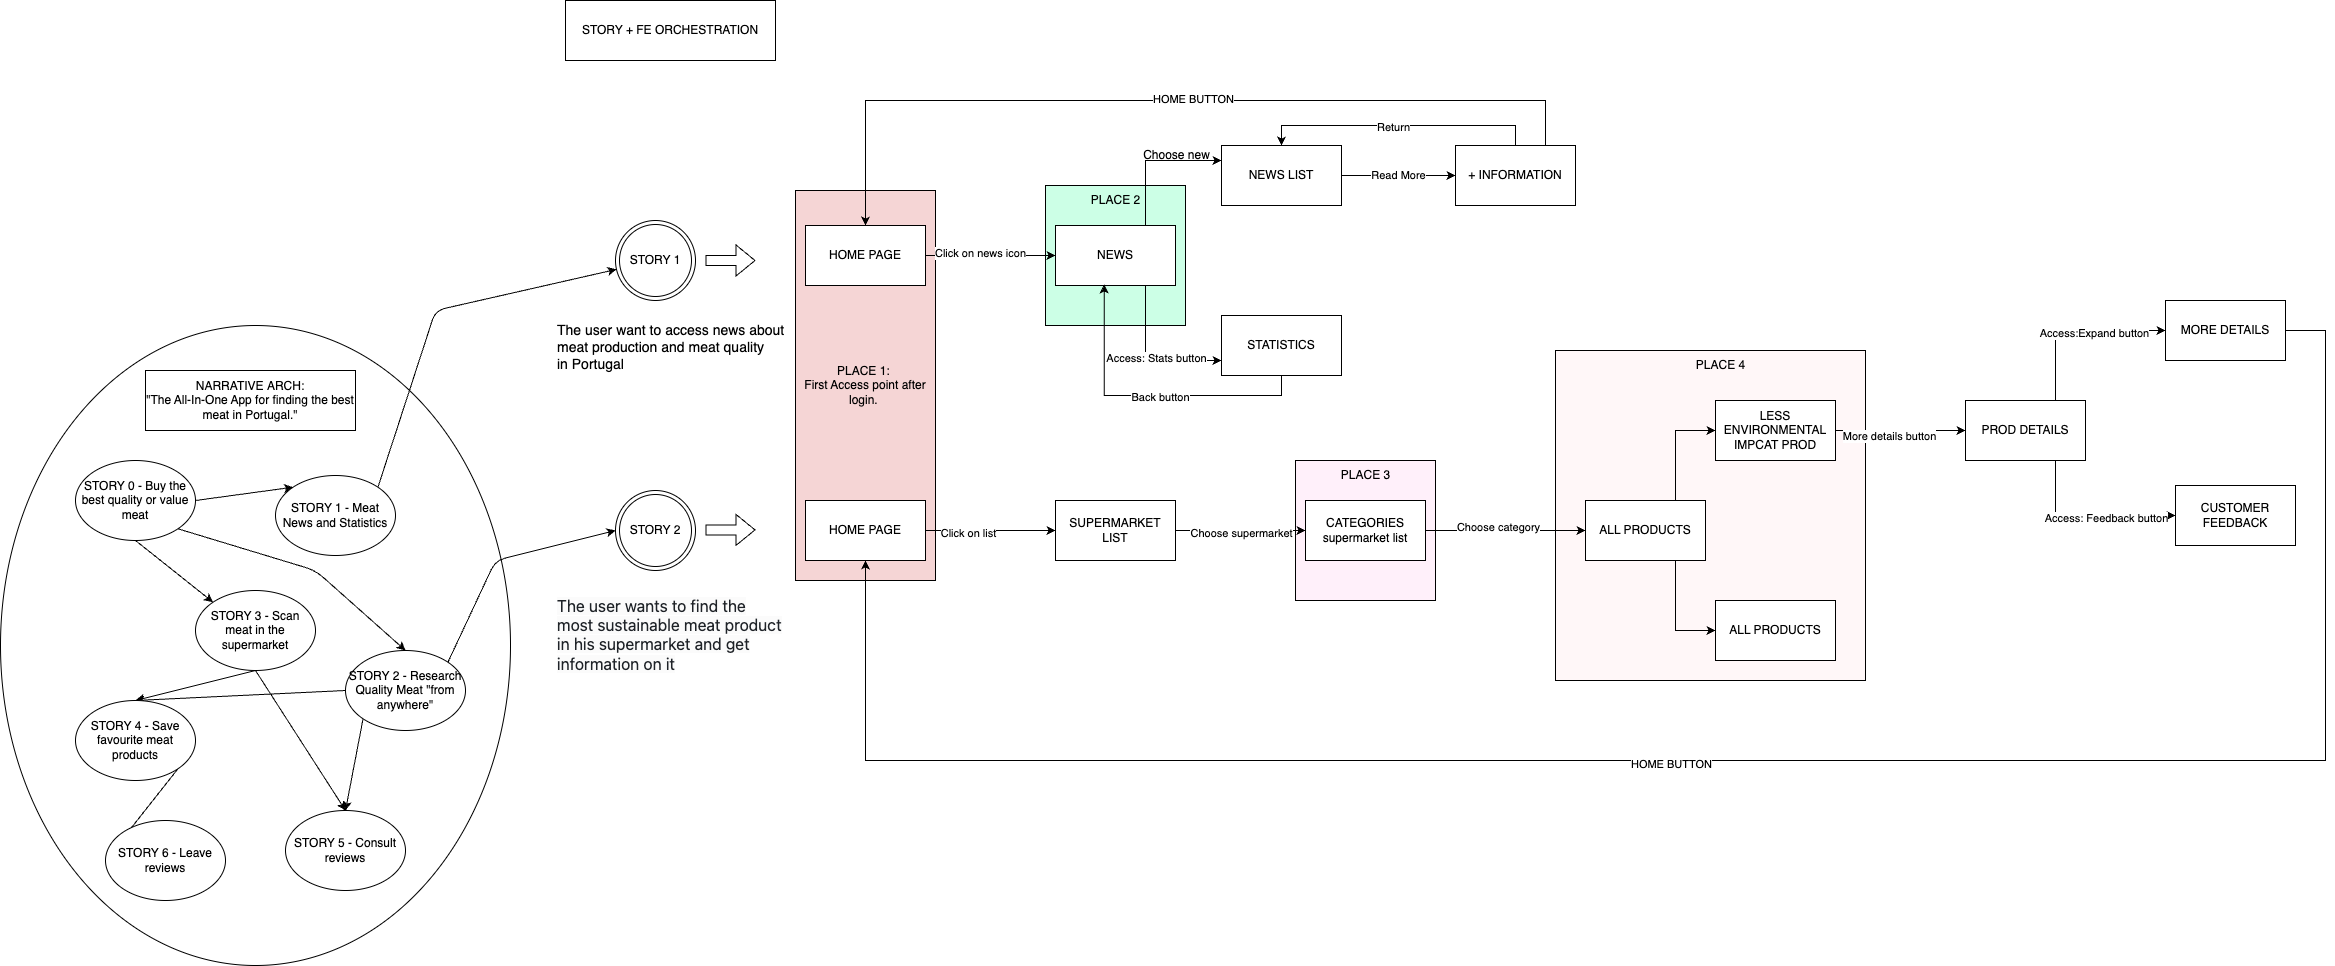 STORY + FE ORCHESTRATION
HOME BUTTON
Return
Choose new
NEWS LIST
Read More
+ INFORMATION
PLACE 2
STORY 1
HOME PAGE
Click on news icon
NEWS
The user want to access news about
meat production and meat quality
in Portugal
PLACE 1:
First Access point after
login.
STATISTICS
Access: Stats button
Back button
NARRATIVE ARCH:
"The All-In-One App for finding the best
meat in Portugal."
STORY 0 - Buy the
best quality or value
meat
STORY 1 - Meat
News and Statistics
STORY 3 - Scan
meat in the
supermarket
STORY 2 - Research
Quality Meat "from
anywhere"
STORY 4 - Save
favourite meat
products
STORY 5 - Consult
reviews
STORY 6 - Leave
reviews
STORY 2
The user wants to find the
most sustainable meat product
in his supermarket and get
information on it
HOME PAGE
Click on list
SUPERMARKET
LIST
Choose supermarket
PLACE 3
CATEGORIES
supermarket list
Choose category
PLACE 4
ALL PRODUCTS
LESS
ENVIRONMENTAL
IMPCAT PROD
ALL PRODUCTS
More details button
PROD DETAILS
Access:Expand button
MORE DETAILS
Access: Feedback button
CUSTOMER
FEEDBACK
HOME BUTTON